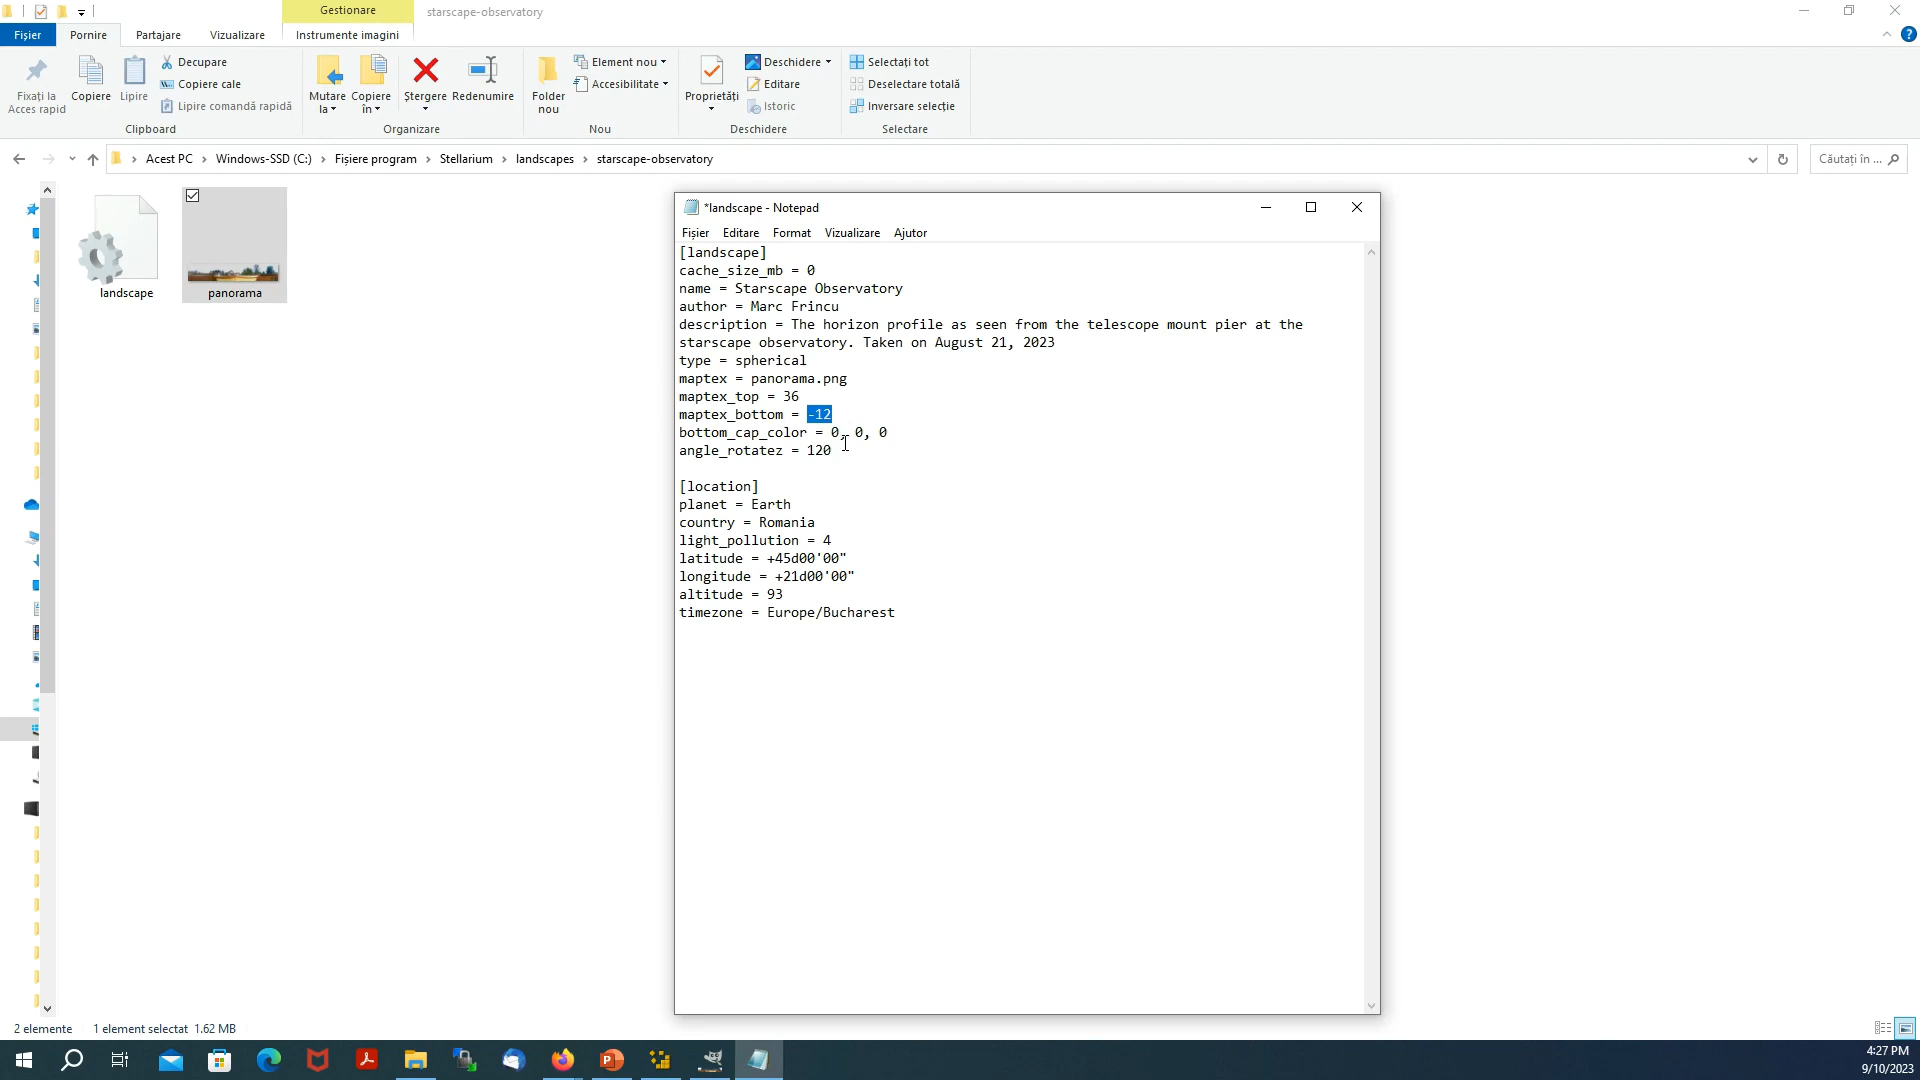 Gestionare
starscape-observatory
Fișier
Pornire
Partajare
Vizualizare
Instrumente imagini
Fixați la
Acces rapid
Copiere
Lipire
Decupare
Copiere cale
Lipire comandă rapidă
Clipboard
Mutare
la
Copiere
în
Ștergere
Redenumire
Organizare
Folder
nou
Element nou
Accesibilitate
Nou
Proprietăți
Deschidere
Editare
Istoric
Deschidere
Selectați tot
Deselectare totală
Inversare selecție
Selectare
Acest PC
Windows-SSD (C:)
Fișiere program
Stellarium
landscapes
starscape-observatory
Căutați în ...
landscape
panorama
*landscape - Notepad
Fișier
Editare
Format
Vizualizare
Ajutor
[landscape]
cache_size_mb = 0
name = Starscape Observatory
author = Marc Frincu
description = The horizon profile as seen from the telescope mount pier at the
starscape observatory. Taken on August 21, 2023
type = spherical
maptex = panorama.png
maptex_top = 36
maptex_bottom = -12
bottom_cap_color = 0, 0, 0
angle_rotatez = 120
[location]
planet = Earth
country = Romania
light_pollution = 4
latitude = +45d00'00"
longitude = +21d00'00"
altitude = 93
timezone = Europe/Bucharest
2 elemente
1 element selectat 1.62 MB
4:27 PM
9/10/2023